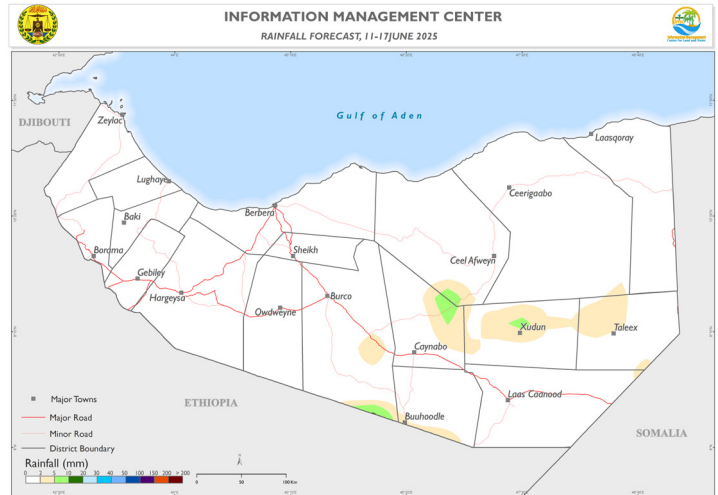 INFORMATION MANAGEMENT CENTER
RAINFALL FORECAST, 11-17JUNE 2025
Gulf of Aden
DJIBOUTI
Zeylac
Laasqoray
Lughaye
Ceerigaabo
Berbera
Baki
Borama
Sheikh
Ceel Afweyn
Gebiley
Hargeysa
Burco
Owdweyne
Xudun
Taleex
Caynabo
Laas Caanood
ETHIOPIA
Buuhoodle
SOMALIA
Major Towns
Major Road
Minor Road
District Boundary
Rainfall (mm)
0 2 5 10 20 30 40 50 100 150 200 > 200
0 50 100 Km